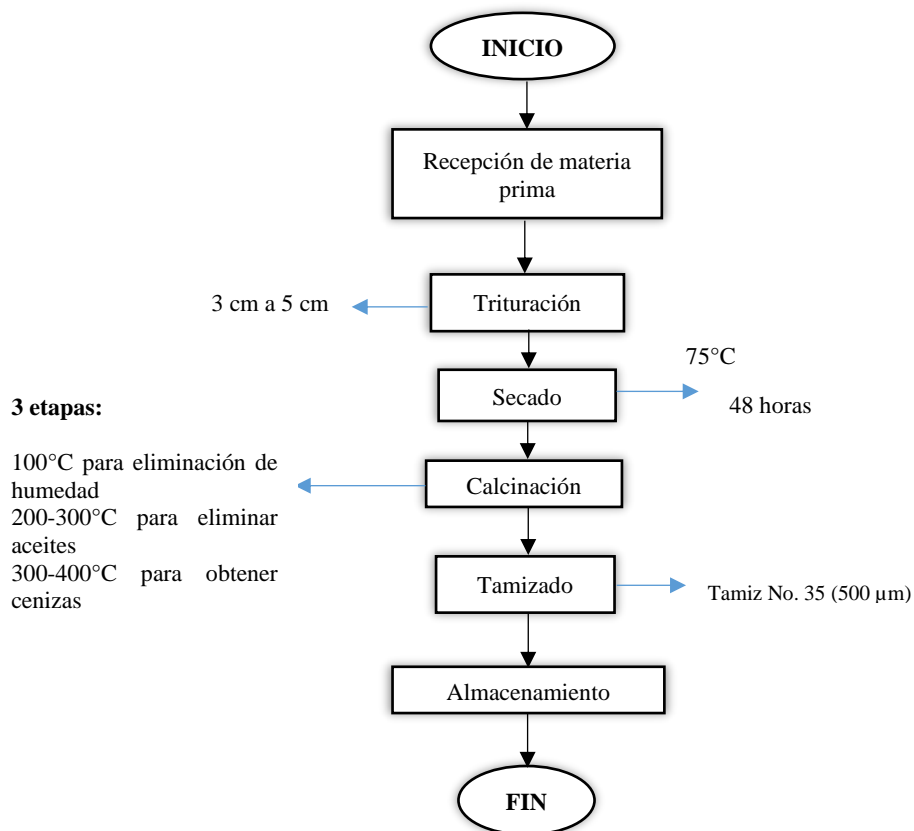 INICIO
Recepción de materia
prima
3 cm a 5 cm
Trituración
75°C
Secado
48 horas
3 etapas:
100°C para eliminación de
humedad
200-300°C para eliminar
aceites
300-400°C para obtener
cenizas
Calcinación
Tamizado
Tamiz No. 35 (500 µm)
Almacenamiento
FIN